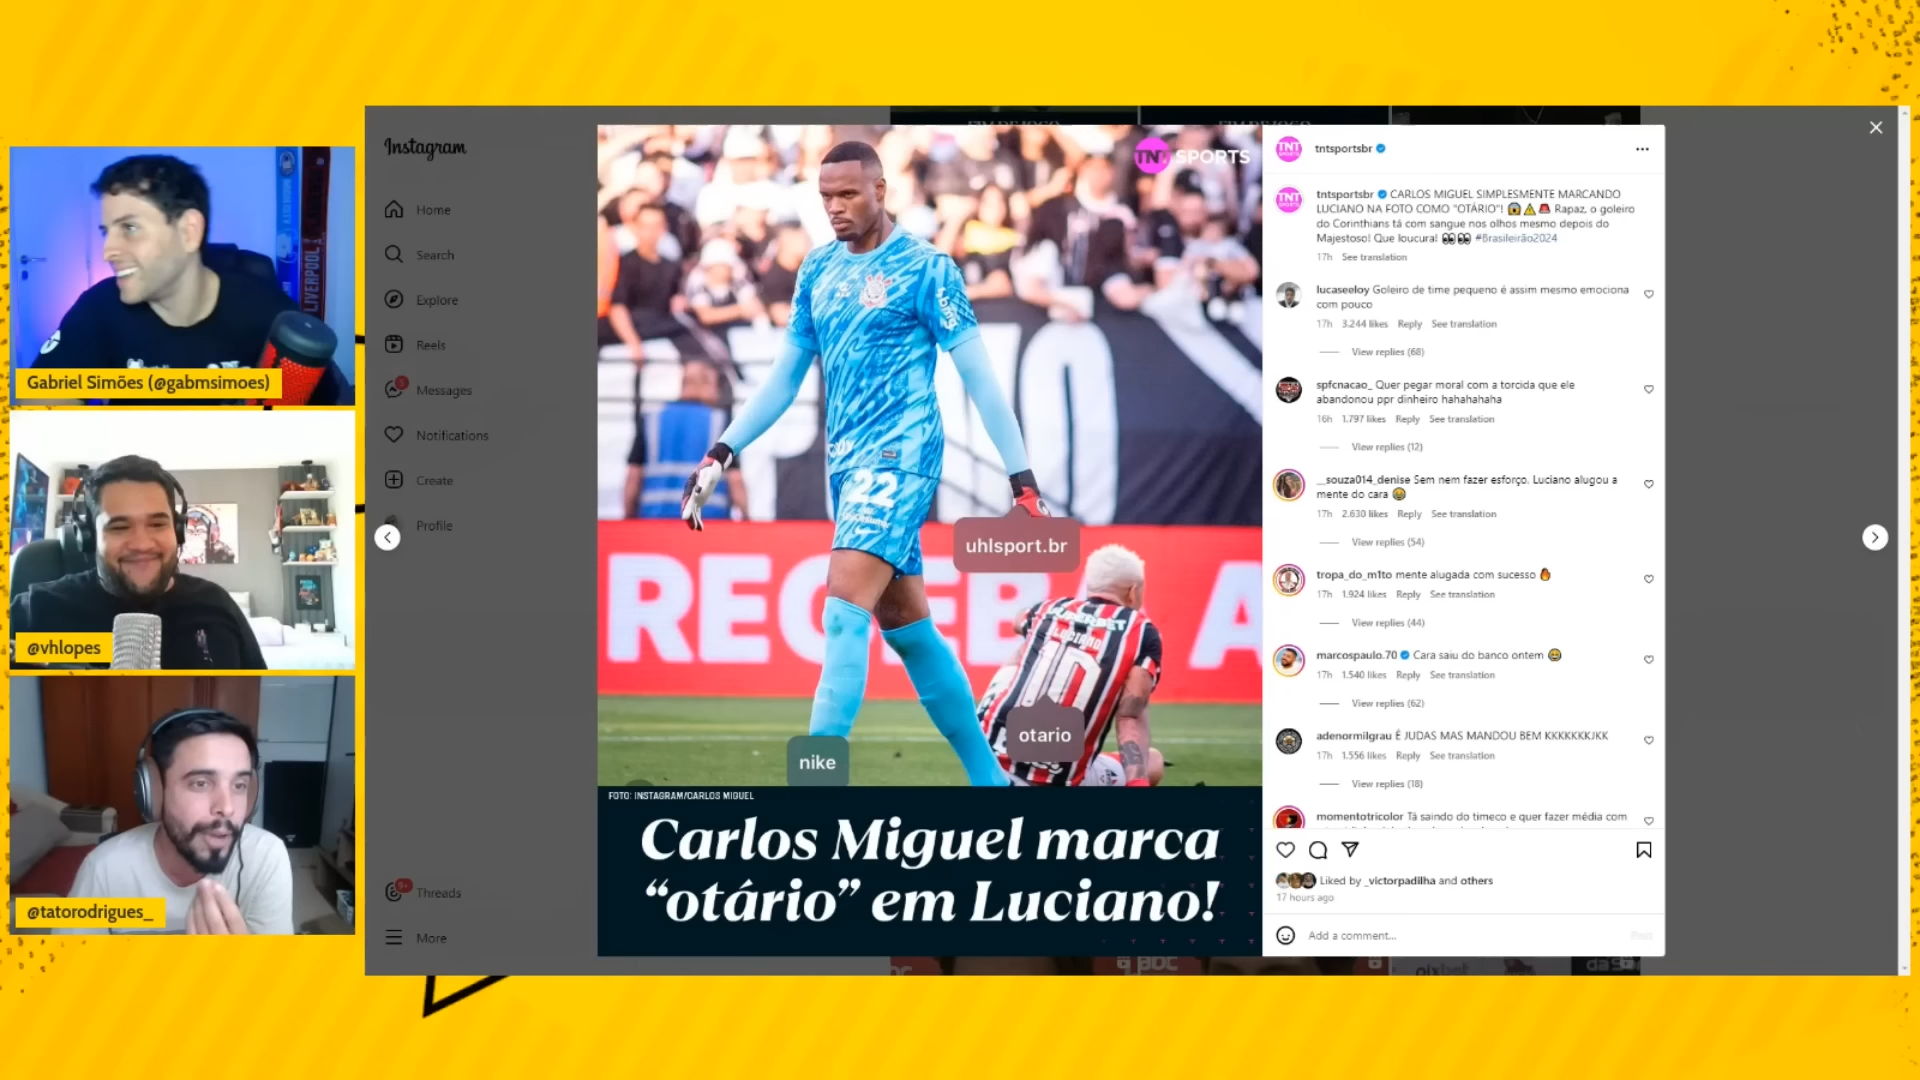 LIVERPOOL
Gabriel Simões (@gabmsimoes)
@vhlopes
@tatorodrigues_
Instagram
Home
Search
Explore
Reels
5
Messages
Notifications
Create
Profile
9+
Threads
More
TNT SPORTS
22
uhlsport.br
RECEBA A
SUPERBET
LUCIANO
10
otario
nike
FOTO: INSTAGRAM/CARLOS MIGUEL
Carlos Miguel marca
“otário” em Luciano!
tntsportsbr
tntsportsbr CARLOS MIGUEL SIMPLESMENTE MARCANDO
LUCIANO NA FOTO COMO "OTÁRIO"! 😱⚠️🚨 Rapaz, o goleiro
do Corinthians tá com sangue nos olhos mesmo depois do
Majestoso! Que loucura! 👀👀 #Brasileirão2024
17h See translation
lucaseeloy Goleiro de time pequeno é assim mesmo emociona
com pouco
17h 3.244 likes Reply See translation
View replies (68)
spfcnacao_ Quer pegar moral com a torcida que ele
abandonou ppr dinheiro hahahahaha
16h 1.797 likes Reply See translation
View replies (12)
__souza014_denise Sem nem fazer esforço, Luciano alugou a
mente do cara 😂
17h 2.630 likes Reply See translation
View replies (54)
tropa_do_m1to mente alugada com sucesso 🔥
17h 1.924 likes Reply See translation
View replies (44)
marcospaulo.70 Cara saiu do banco ontem 😂
17h 1.540 likes Reply See translation
View replies (62)
adenormilgrau É JUDAS MAS MANDOU BEM KKKKKKKJKK
17h 1.556 likes Reply See translation
View replies (18)
momentotricolor Tá saindo do timeco e quer fazer média com
Liked by _victorpadilha and others
17 hours ago
Add a comment...
Post